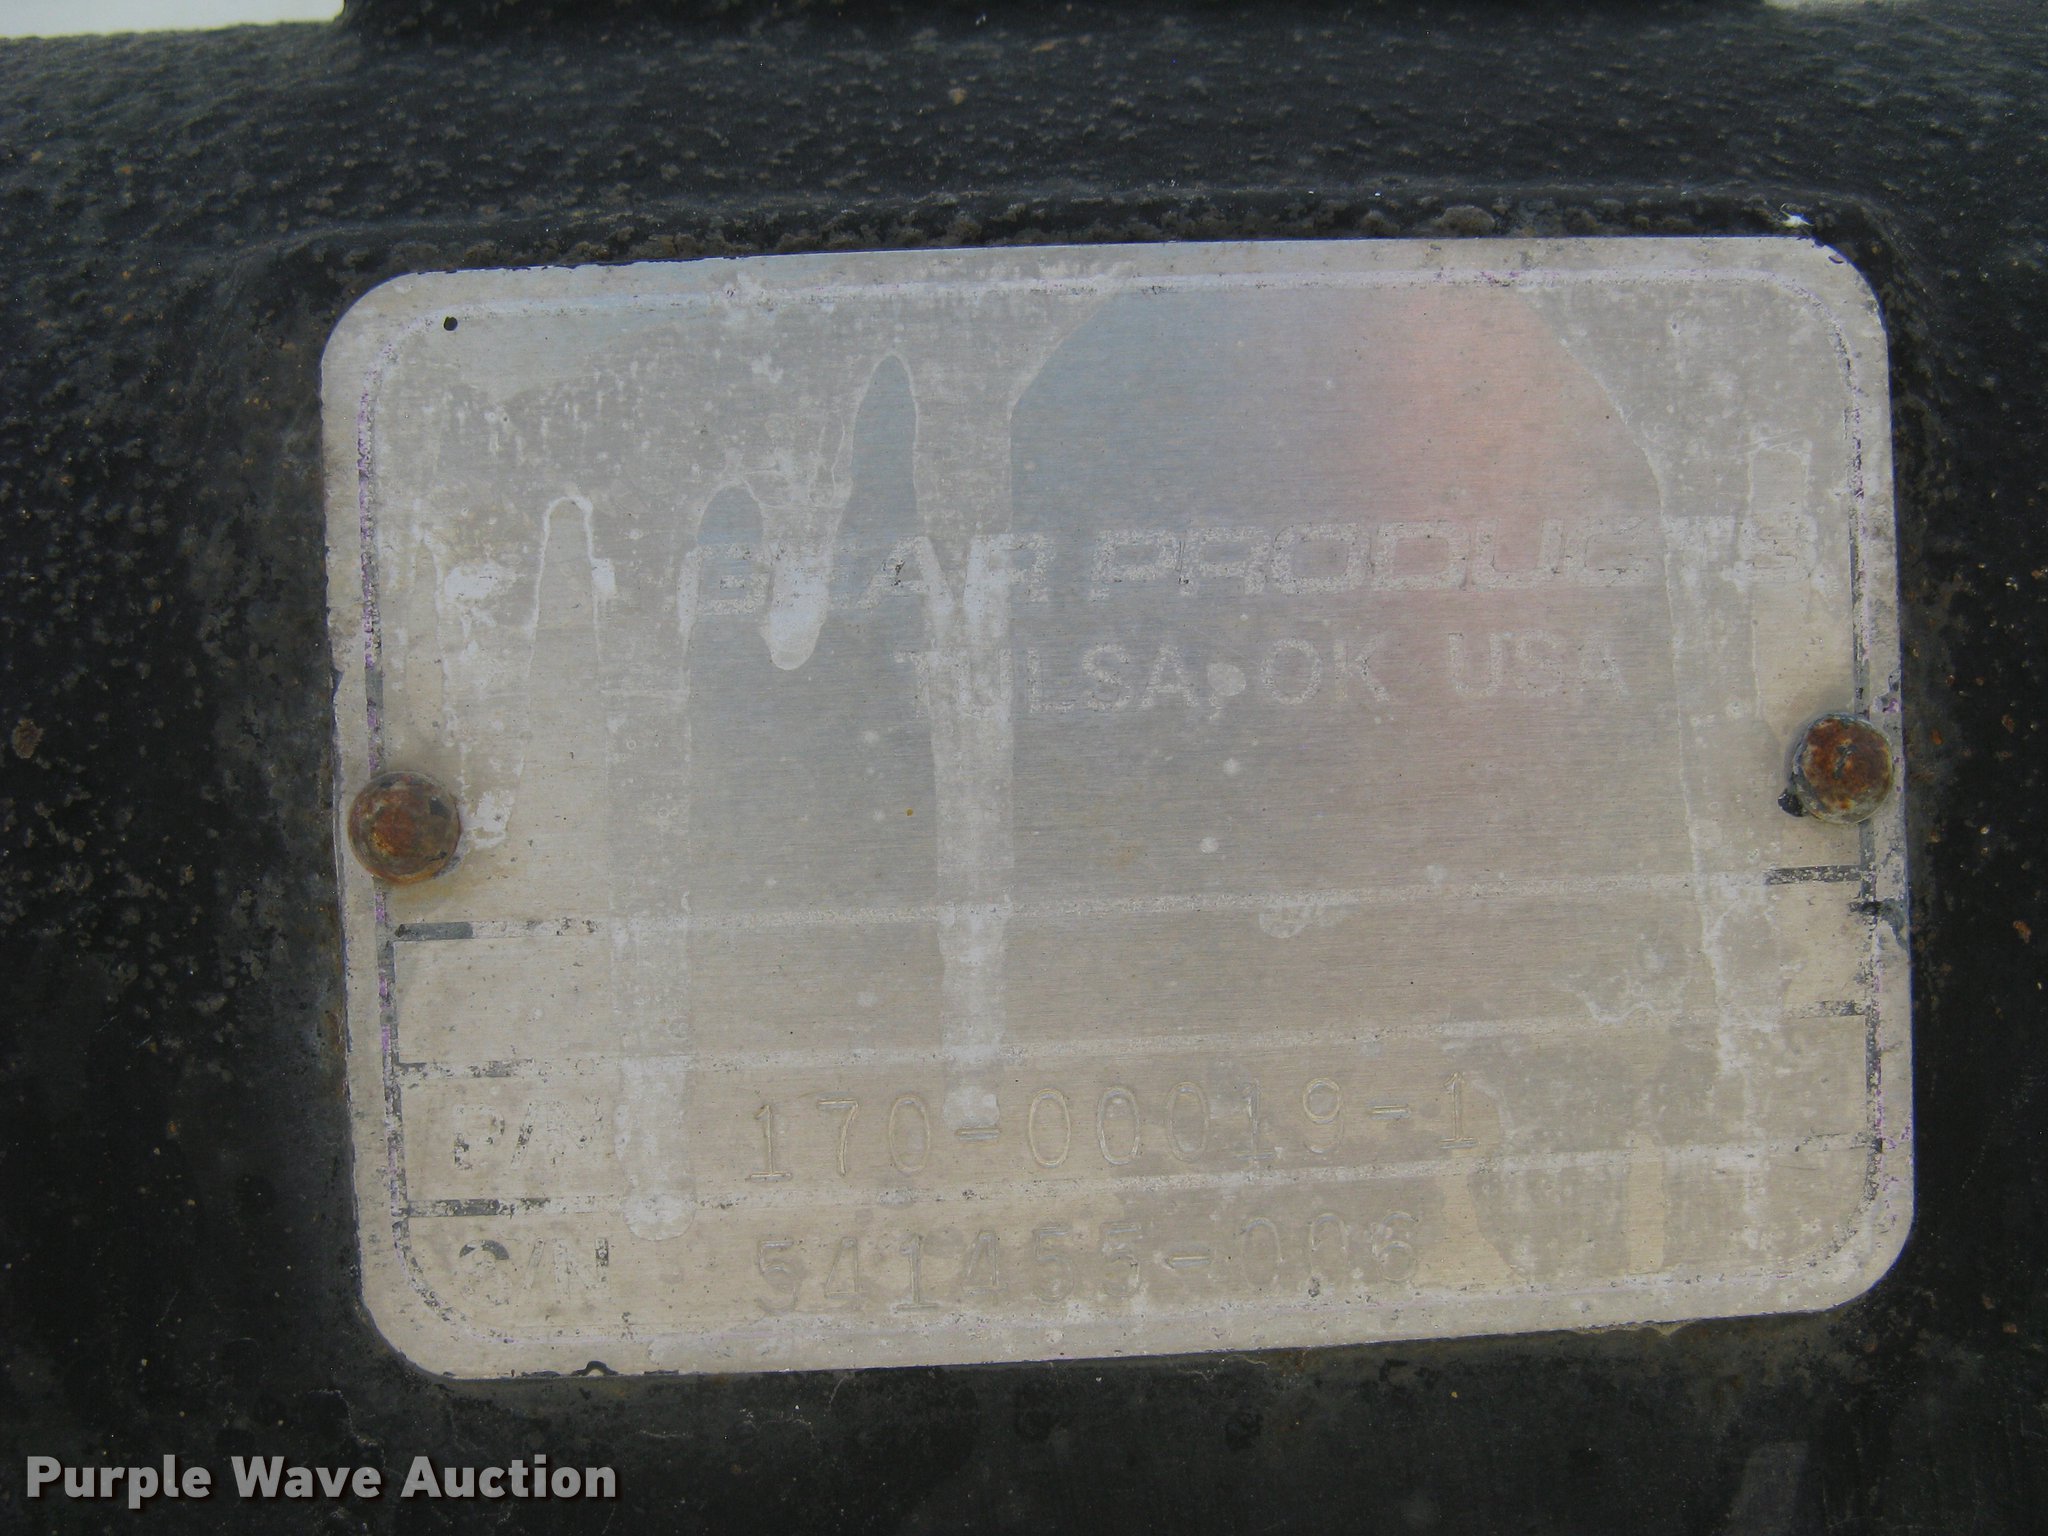 GEAR PRODUCTS
TULSA, OK USA
P/N 170-00019-1
S/N 541455-006
Purple Wave Auction